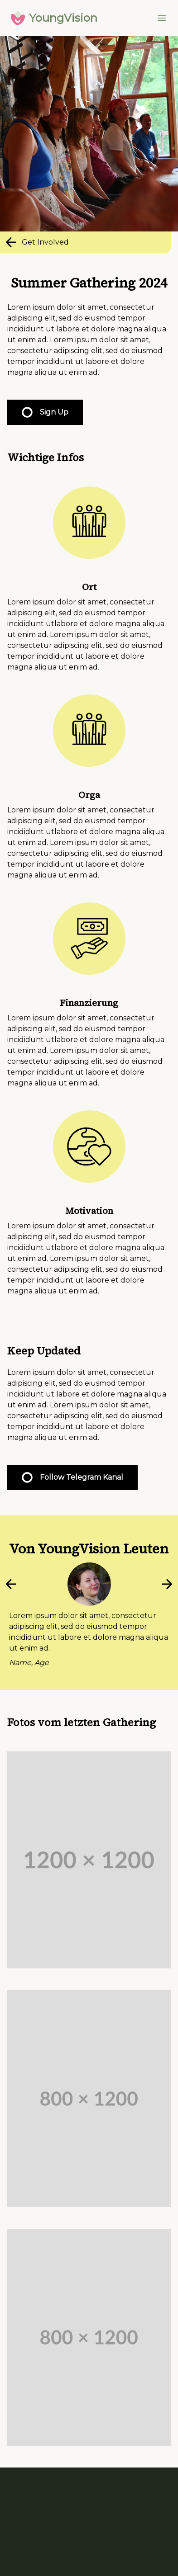 YoungVision
Get Involved
Summer Gathering 2024
Lorem ipsum dolor sit amet, consectetur
adipiscing elit, sed do eiusmod tempor
incididunt ut labore et dolore magna aliqua
ut enim ad. Lorem ipsum dolor sit amet,
consectetur adipiscing elit, sed do eiusmod
tempor incididunt ut labore et dolore
magna aliqua ut enim ad.
Sign Up
Wichtige Infos
Ort
Lorem ipsum dolor sit amet, consectetur
adipiscing elit, sed do eiusmod tempor
incididunt utlabore et dolore magna aliqua
ut enim ad. Lorem ipsum dolor sit amet,
consectetur adipiscing elit, sed do eiusmod
tempor incididunt ut labore et dolore
magna aliqua ut enim ad.
Orga
Lorem ipsum dolor sit amet, consectetur
adipiscing elit, sed do eiusmod tempor
incididunt utlabore et dolore magna aliqua
ut enim ad. Lorem ipsum dolor sit amet,
consectetur adipiscing elit, sed do eiusmod
tempor incididunt ut labore et dolore
magna aliqua ut enim ad.
Finanzierung
Lorem ipsum dolor sit amet, consectetur
adipiscing elit, sed do eiusmod tempor
incididunt utlabore et dolore magna aliqua
ut enim ad. Lorem ipsum dolor sit amet,
consectetur adipiscing elit, sed do eiusmod
tempor incididunt ut labore et dolore
magna aliqua ut enim ad.
Motivation
Lorem ipsum dolor sit amet, consectetur
adipiscing elit, sed do eiusmod tempor
incididunt utlabore et dolore magna aliqua
ut enim ad. Lorem ipsum dolor sit amet,
consectetur adipiscing elit, sed do eiusmod
tempor incididunt ut labore et dolore
magna aliqua ut enim ad.
Keep Updated
Lorem ipsum dolor sit amet, consectetur
adipiscing elit, sed do eiusmod tempor
incididunt ut labore et dolore magna aliqua
ut enim ad. Lorem ipsum dolor sit amet,
consectetur adipiscing elit, sed do eiusmod
tempor incididunt ut labore et dolore
magna aliqua ut enim ad.
Follow Telegram Kanal
Von YoungVision Leuten
Lorem ipsum dolor sit amet, consectetur
adipiscing elit, sed do eiusmod tempor
incididunt ut labore et dolore magna aliqua
ut enim ad.
Name, Age
Fotos vom letzten Gathering
1200 × 1200
800 × 1200
800 × 1200